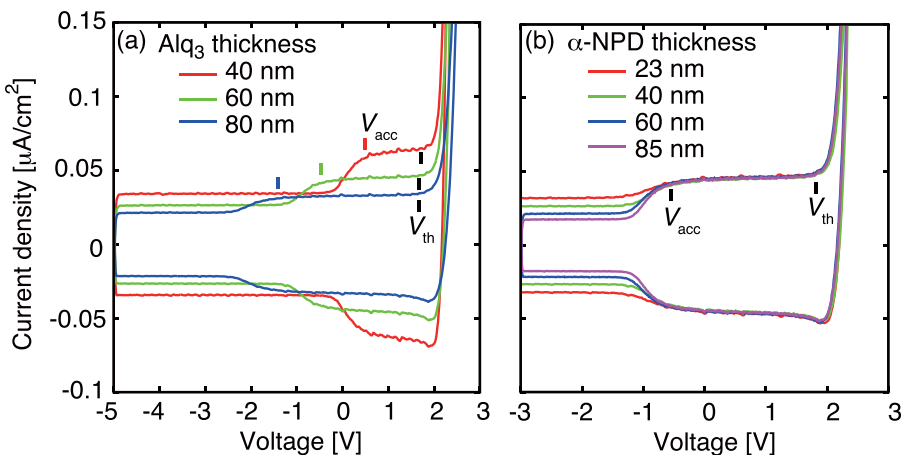 (a) Alq3 thickness
40 nm
60 nm
80 nm
Vacc
Vth
0.15
0.1
0.05
0
-0.05
-0.1
Current density [μA/cm2]
-5 -4 -3 -2 -1 0 1 2 3
Voltage [V]
(b) α-NPD thickness
23 nm
40 nm
60 nm
85 nm
Vacc
Vth
-3 -2 -1 0 1 2 3
Voltage [V]